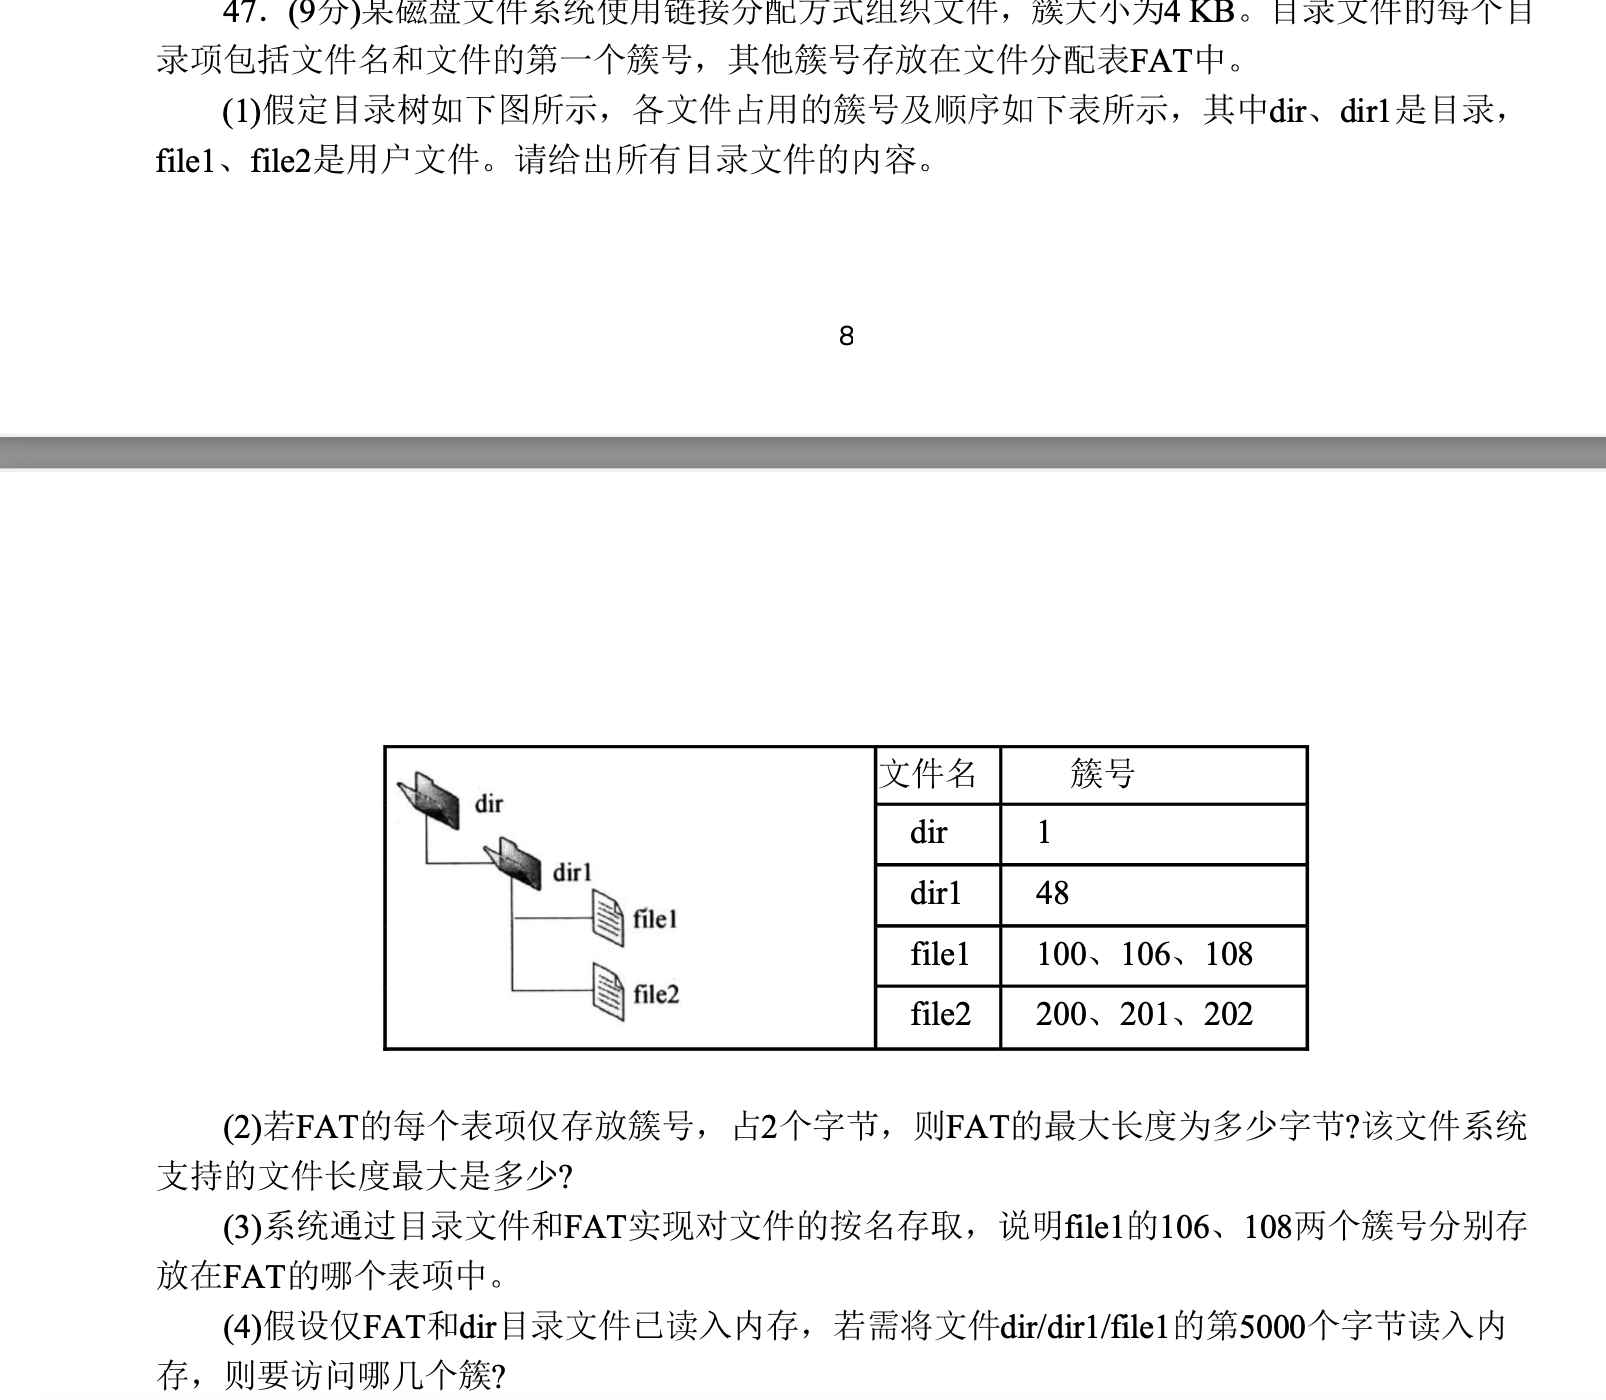 47．(9分)某磁盘文件系统使用链接分配方式组织文件，簇大小为4 KB。目录文件的每个目
录项包括文件名和文件的第一个簇号，其他簇号存放在文件分配表FAT中。
(1)假定目录树如下图所示，各文件占用的簇号及顺序如下表所示，其中dir、dir1是目录，
file1、file2是用户文件。请给出所有目录文件的内容。
8
dir
dir1
file1
file2
文件名 簇号
dir 1
dir1 48
file1 100、106、108
file2 200、201、202
(2)若FAT的每个表项仅存放簇号，占2个字节，则FAT的最大长度为多少字节?该文件系统
支持的文件长度最大是多少?
(3)系统通过目录文件和FAT实现对文件的按名存取，说明file1的106、108两个簇号分别存
放在FAT的哪个表项中。
(4)假设仅FAT和dir目录文件已读入内存，若需将文件dir/dir1/file1的第5000个字节读入内
存，则要访问哪几个簇?